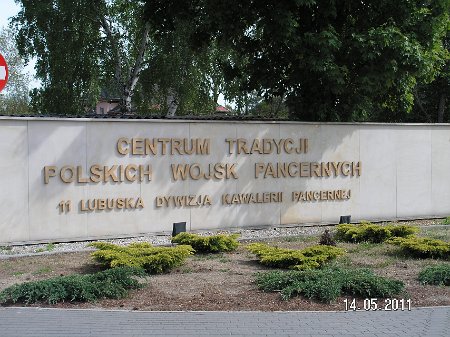 CENTRUM TRADYCJI
POLSKICH WOJSK PANCERNYCH
11 LUBUSKA DYWIZJA KAWALERII PANCERNEJ
14.05.2011